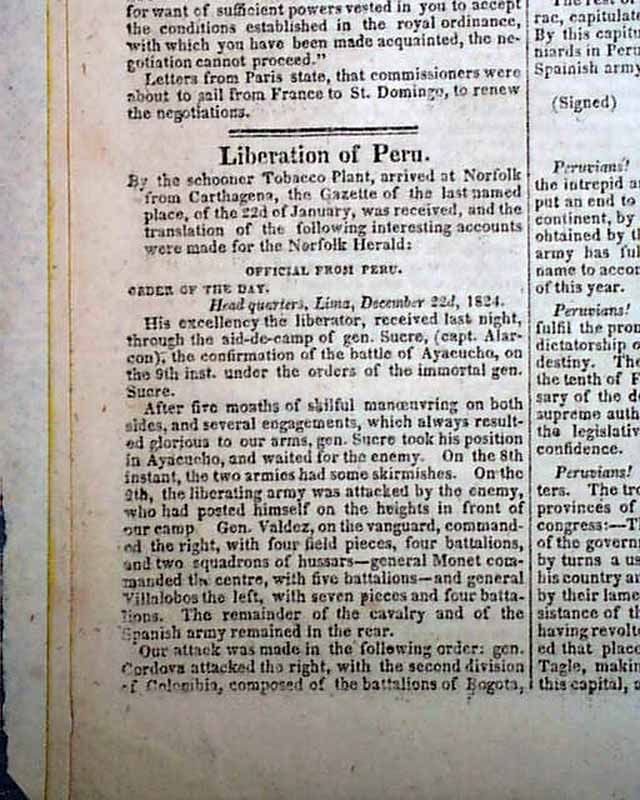 for want of sufficient powers vested in you to accept
the conditions established in the royal ordinance,
with which you have been made acquainted, the ne-
gotiation cannot proceed."
Letters from Paris state, that commissioners were
about to sail from France to St. Domingo, to renew
the negotiations.
Liberation of Peru.
By the schooner Tobacco Plant, arrived at Norfolk
from Carthagena, the Gazette of the last named
place, of the 22d of January, was received, and the
translation of the following interesting accounts
were made for the Norfolk Herald:
OFFICIAL FROM PERU.
ORDER OF THE DAY.
Head quarters, Lima, December 22d, 1824.
His excellency the liberator, received last night,
through the aid-de-camp of gen. Sucre, (capt. Alar-
con), the confirmation of the battle of Ayacucho, on
the 9th inst. under the orders of the immortal gen.
Sucre.
After five months of skilful manœuvring on both
sides, and several engagements, which always result-
ed glorious to our arms, gen. Sucre took his position
in Ayacucho, and waited for the enemy. On the 8th
instant, the two armies had some skirmishes. On the
9th, the liberating army was attacked by the enemy,
who had posted himself on the heights in front of
our camp Gen. Valdez, on the vanguard, command-
ed the right, with four field pieces, four battalions,
and two squadrons of hussars—general Monet com-
manded the centre, with five battalions—and general
Villalobos the left, with seven pieces and four batta-
lions. The remainder of the cavalry and of the
Spanish army remained in the rear.
Our attack was made in the following order: gen.
Cordova attacked the right, with the second division
of Colombia, composed of the battalions of Bogota,
rac, capitulat
By this capitu
niards in Peru
Spainish army
(Signed)
Peruvians!
the intrepid a
put an end to
continent, by
obtained by th
army has ful
name to accor
of this year.
Peruvians!
fulfil the pron
dictatorship o
destiny. The
the tenth of F
sary of the de
supreme auth
the legislativ
confidence.
Peruvians!
ters. The tro
provinces of
congress:—T
of the governm
by turns a us
his country an
by their lame
sistance of th
having revolte
ed that place
Tagle, makin
this capital, a